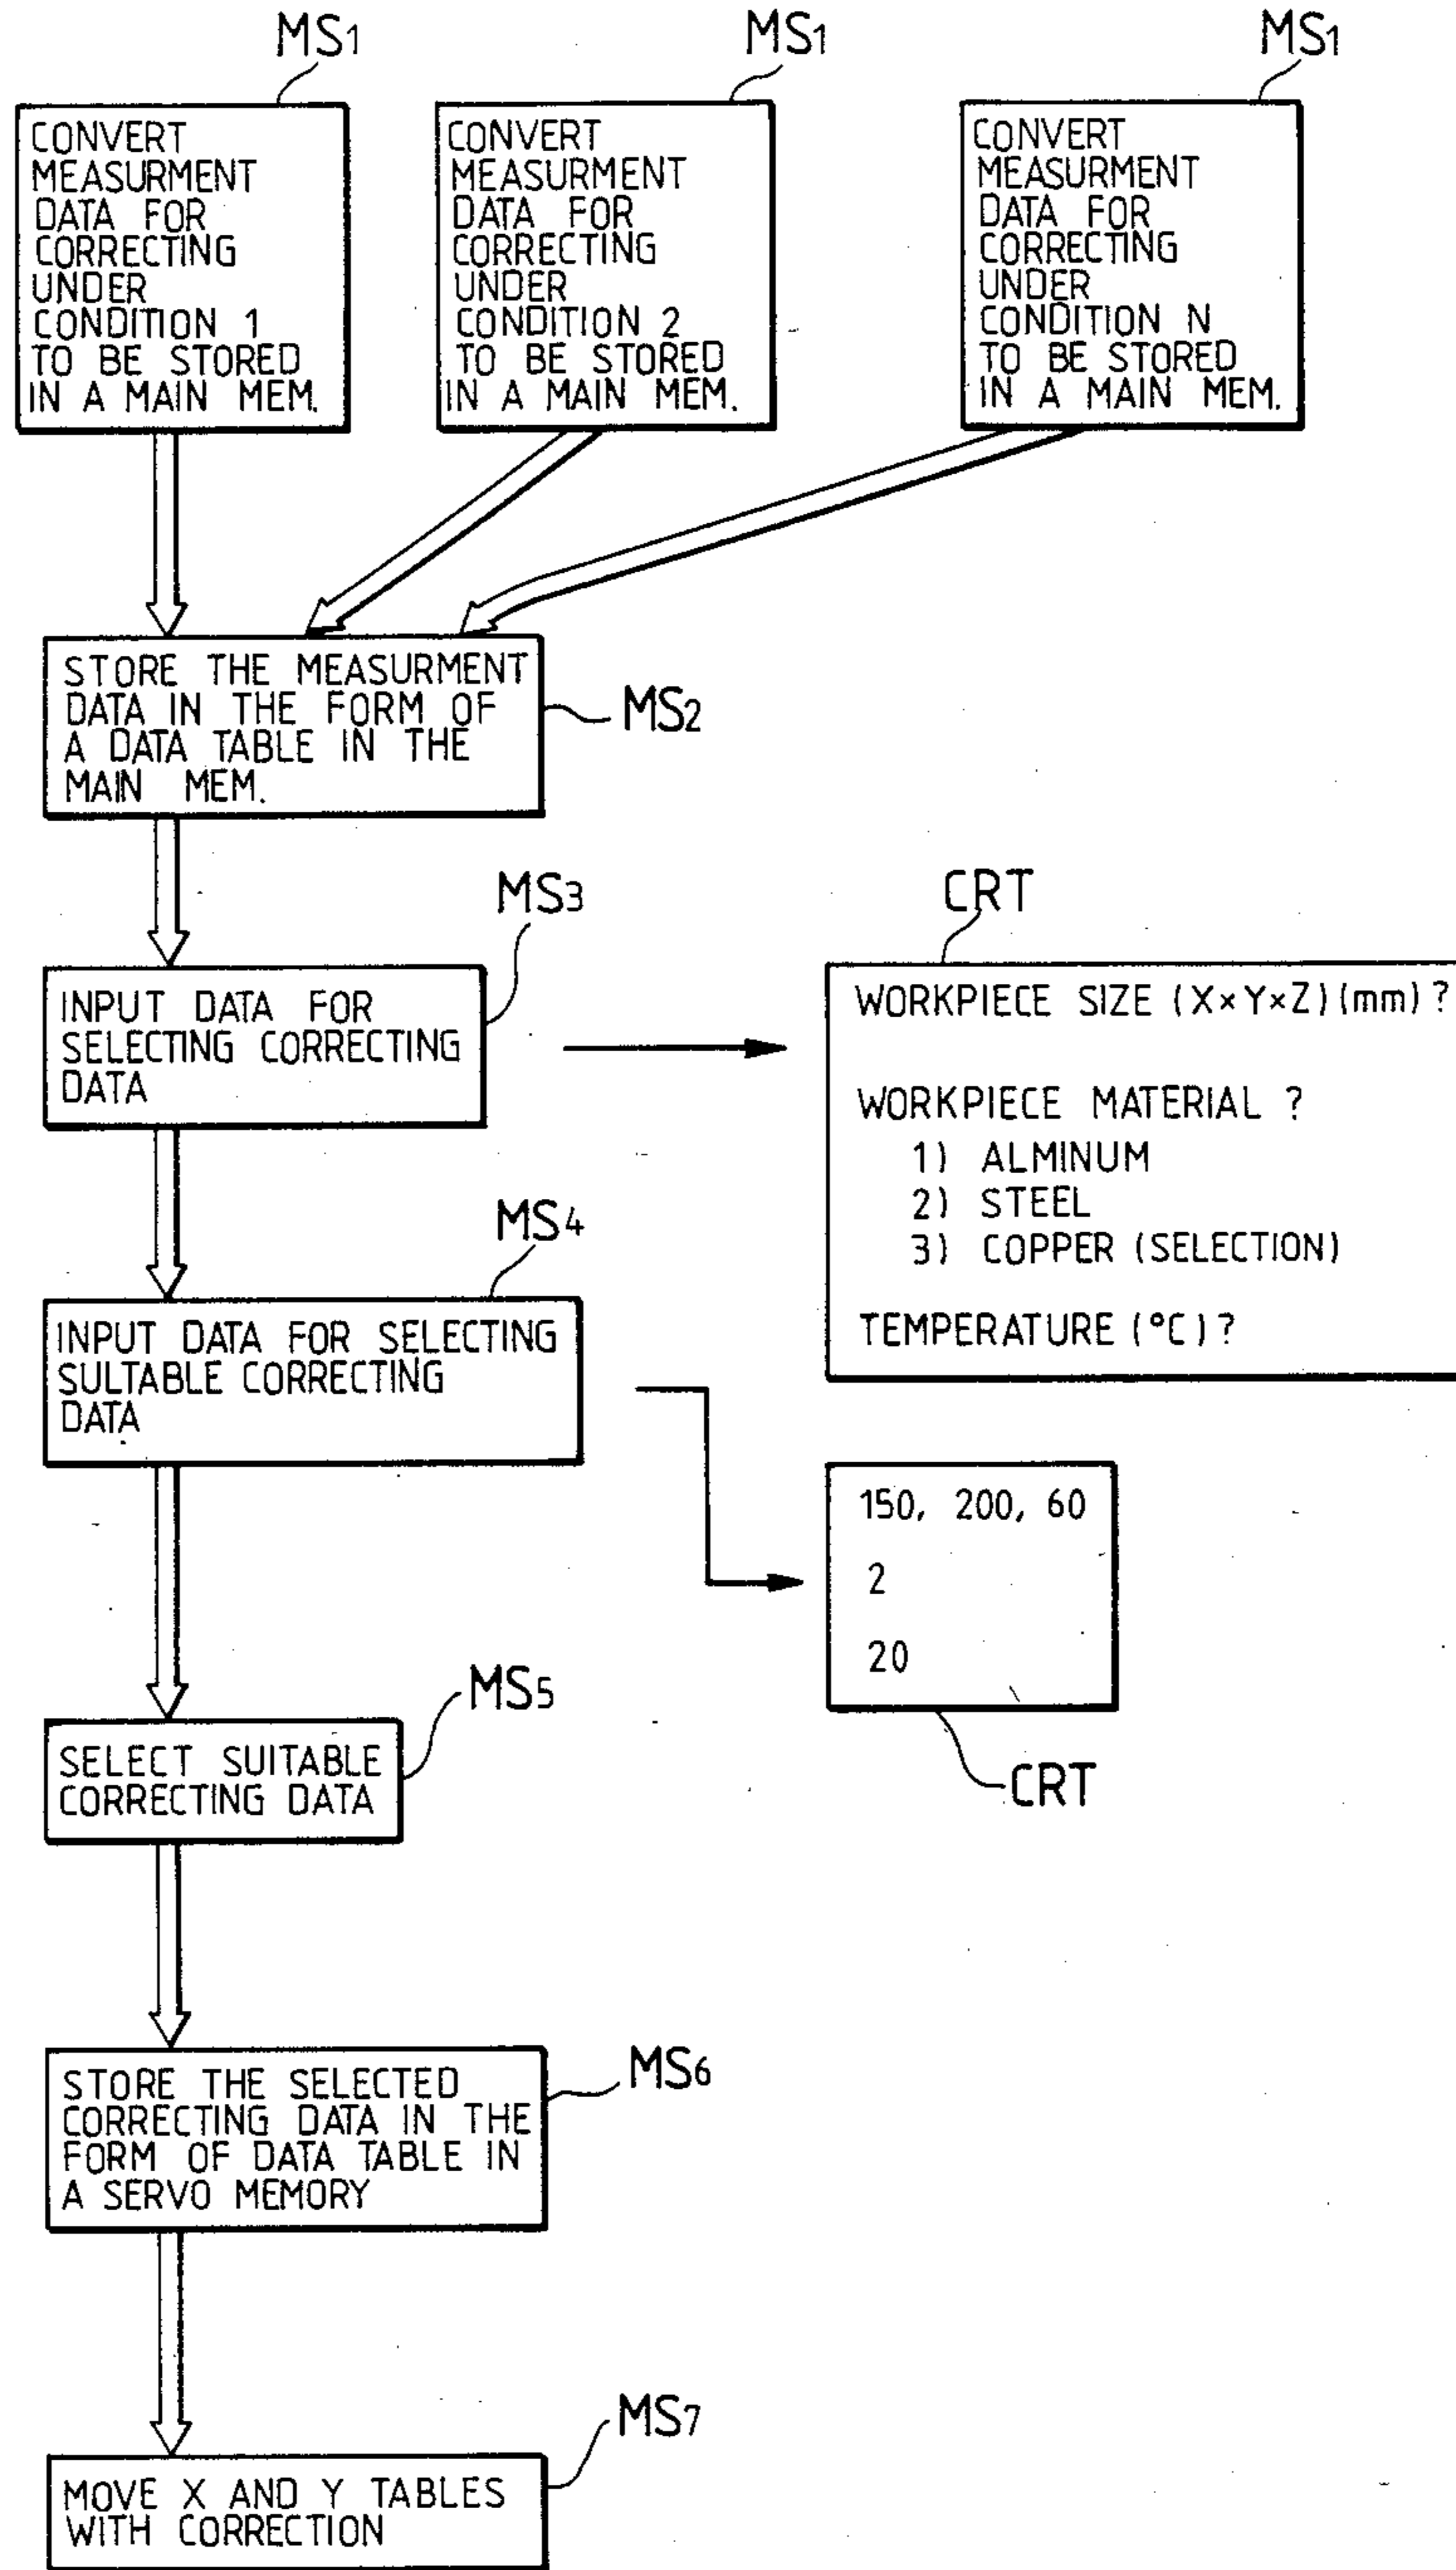 MS1
CONVERT
MEASURMENT
DATA FOR
CORRECTING
UNDER
CONDITION 1
TO BE STORED
IN A MAIN MEM.
MS1
CONVERT
MEASURMENT
DATA FOR
CORRECTING
UNDER
CONDITION 2
TO BE STORED
IN A MAIN MEM.
MS1
CONVERT
MEASURMENT
DATA FOR
CORRECTING
UNDER
CONDITION N
TO BE STORED
IN A MAIN MEM.
STORE THE MEASURMENT
DATA IN THE FORM OF
A DATA TABLE IN THE
MAIN MEM.
MS2
MS3
INPUT DATA FOR
SELECTING CORRECTING
DATA
CRT
WORKPIECE SIZE (X×Y×Z)(mm)?
WORKPIECE MATERIAL ?
1) ALMINUM
2) STEEL
3) COPPER (SELECTION)
TEMPERATURE (°C)?
MS4
INPUT DATA FOR SELECTING
SULTABLE CORRECTING
DATA
150, 200, 60
2
20
CRT
MS5
SELECT SUITABLE
CORRECTING DATA
MS6
STORE THE SELECTED
CORRECTING DATA IN THE
FORM OF DATA TABLE IN
A SERVO MEMORY
MS7
MOVE X AND Y TABLES
WITH CORRECTION